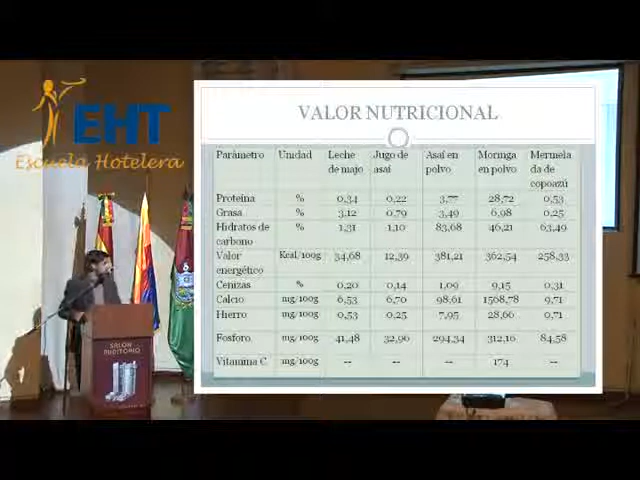 EHT
Escuela Hotelera
SALON
AUDITORIO
VALOR NUTRICIONAL
Parámetro Unidad Leche de majo Jugo de asaí Asaí en polvo Moringa en polvo Mermelada de copoazú
Proteína % 0,34 0,22 3,77 28,72 0,53
Grasa % 3,12 0,79 3,49 6,98 0,25
Hidratos de carbono % 1,31 1,10 83,68 46,21 63,49
Valor energético Kcal/100g 34,68 12,39 381,21 362,54 258,33
Cenizas % 0,20 0,14 1,09 9,15 0,31
Calcio mg/100g 6,53 6,70 98,61 1568,78 9,71
Hierro mg/100g 0,53 0,25 7,95 28,66 0,71
Fosforo mg/100g 41,48 32,96 294,34 312,16 84,58
Vitamina C mg/100g -- -- -- 174 --